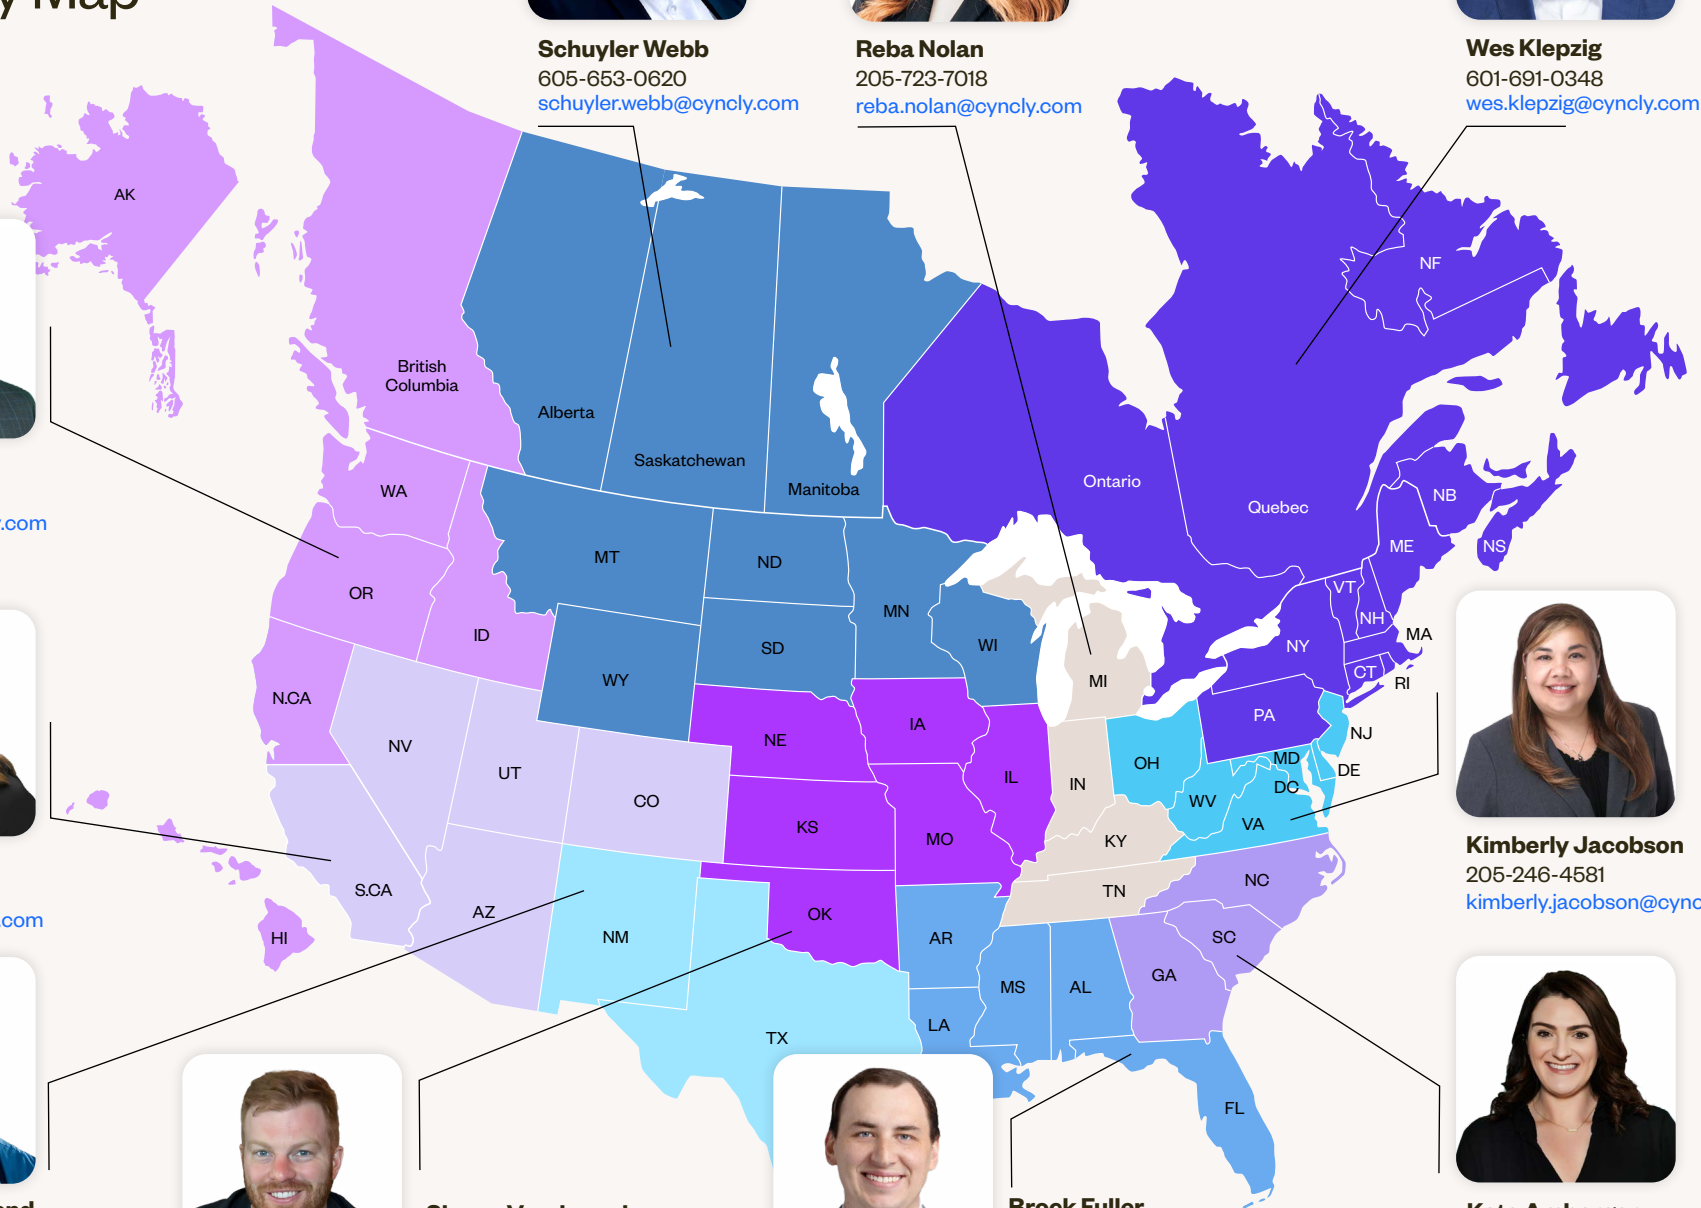 Map
Schuyler Webb
605-653-0620
schuyler.webb@cyncly.com
Reba Nolan
205-723-7018
reba.nolan@cyncly.com
Wes Klepzig
601-691-0348
wes.klepzig@cyncly.com
AK
NF
British
Columbia
Alberta
Saskatchewan
Manitoba
Ontario
Quebec
NB
NS
ME
WA
.com
MT
ND
MN
OR
ID
SD
WI
WY
MI
VT
NH
NY
MA
CT
RI
N.CA
PA
NJ
NV
UT
CO
NE
IA
IL
IN
OH
MD
DE
DC
WV
VA
KS
MO
KY
Kimberly Jacobson
205-246-4581
kimberly.jacobson@cync
S.CA
AZ
NM
OK
TN
NC
.com
HI
AR
SC
MS
AL
GA
TX
LA
FL
Brook Fuller